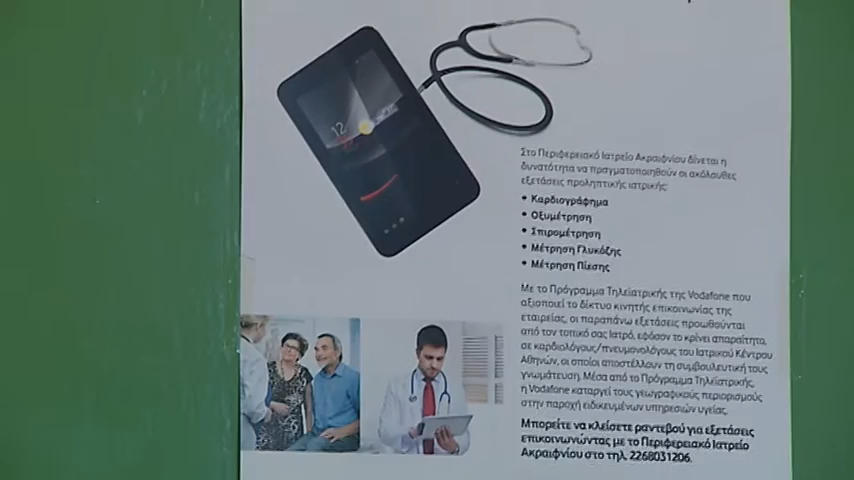 Στο Περιφερειακό Ιατρείο Ακραιφνίου δίνεται η
δυνατότητα να πραγματοποιηθούν οι ακόλουθες
εξετάσεις προληπτικής ιατρικής:
• Καρδιογράφημα
• Οξυμέτρηση
• Σπιρομέτρηση
• Μέτρηση Γλυκόζης
• Μέτρηση Πίεσης
Με το Πρόγραμμα Τηλεϊατρικής της Vodafone που
αξιοποιεί το δίκτυο κινητής επικοινωνίας της
εταιρείας, οι παραπάνω εξετάσεις προωθούνται
από τον τοπικό σας Ιατρό, εφόσον το κρίνει απαραίτητο,
σε καρδιολόγους/πνευμονολόγους του Ιατρικού Κέντρου
Αθηνών, οι οποίοι αποστέλλουν τη συμβουλευτική τους
γνωμάτευση. Μέσα από το Πρόγραμμα Τηλεϊατρικής,
η Vodafone καταργεί τους γεωγραφικούς περιορισμούς
στην παροχή ειδικευμένων υπηρεσιών υγείας.
Μπορείτε να κλείσετε ραντεβού για εξετάσεις
επικοινωνώντας με το Περιφερειακό Ιατρείο
Ακραιφνίου στο τηλ. 2268031206.